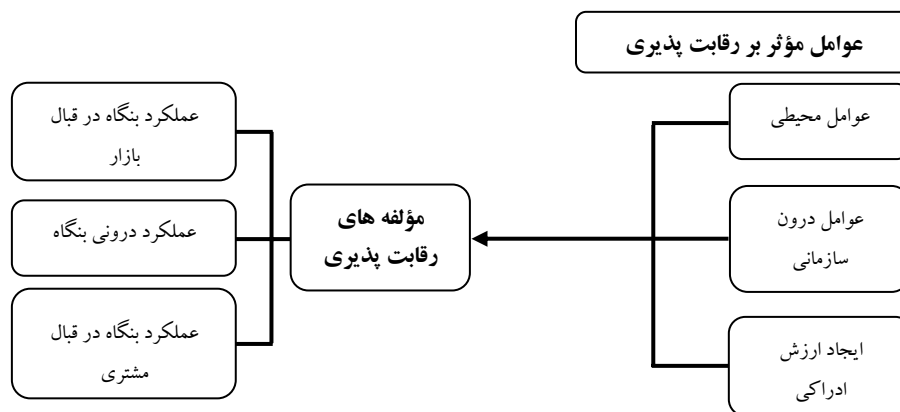 عوامل مؤثر بر رقابت پذیری
عوامل محیطی
عوامل درون
سازمانی
ایجاد ارزش
ادراکی
مؤلفه های
رقابت پذیری
عملکرد بنگاه در قبال
بازار
عملکرد درونی بنگاه
عملکرد بنگاه در قبال
مشتری